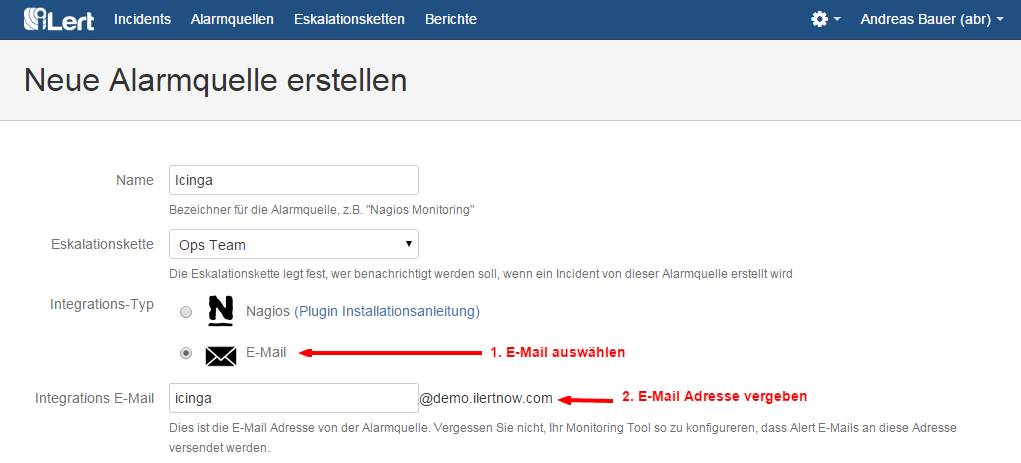 iLert Incidents Alarmquellen Eskalationsketten Berichte Andreas Bauer (abr)
Neue Alarmquelle erstellen
Name Icinga
Bezeichner für die Alarmquelle, z.B. "Nagios Monitoring"
Eskalationskette Ops Team
Die Eskalationskette legt fest, wer benachrichtigt werden soll, wenn ein Incident von dieser Alarmquelle erstellt wird
Integrations-Typ N Nagios (Plugin Installationsanleitung)
E-Mail 1. E-Mail auswählen
Integrations E-Mail icinga @demo.ilertnow.com 2. E-Mail Adresse vergeben
Dies ist die E-Mail Adresse von der Alarmquelle. Vergessen Sie nicht, Ihr Monitoring Tool so zu konfigureren, dass Alert E-Mails an diese Adresse
versendet werden.